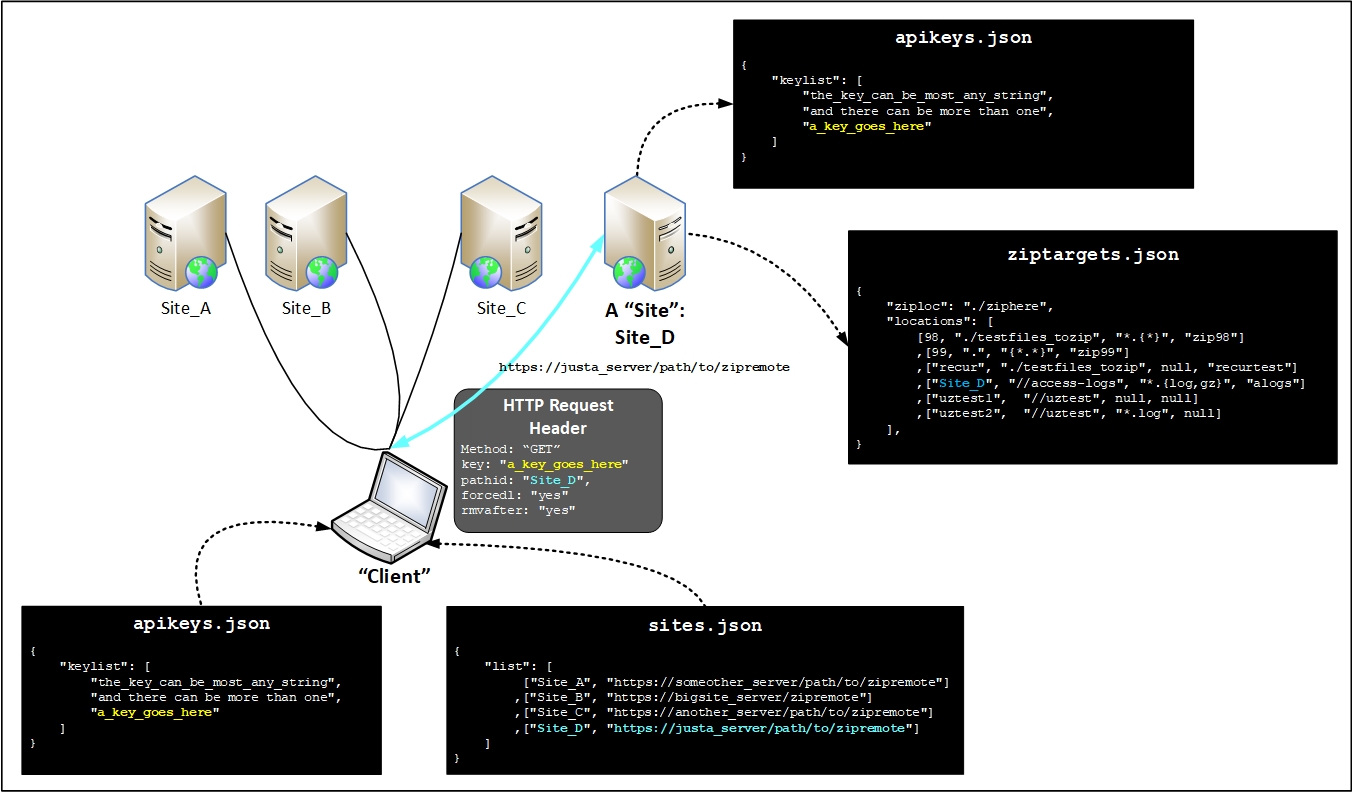 apikeys.json
{
"keylist": [
"the_key_can_be_most_any_string",
"and there can be more than one",
"a_key_goes_here"
]
}
Site_A
Site_B
Site_C
A “Site”:
Site_D
https://justa_server/path/to/zipremote
ziptargets.json
{
"ziploc": "./ziphere",
"locations": [
[98, "./testfiles_tozip", "*.{*}", "zip98"]
,[99, ".", "{*.*}", "zip99"]
,["recur", "./testfiles_tozip", null, "recurtest"]
,["Site_D", "//access-logs", "*.{log,gz}", "alogs"]
,["uztest1",  "//uztest", null, null]
,["uztest2",  "//uztest", "*.log", null]
],
}
HTTP Request
Header
Method: “GET”
key: "a_key_goes_here"
pathid: "Site_D",
forcedl: "yes"
rmvafter: "yes"
“Client”
apikeys.json
{
"keylist": [
"the_key_can_be_most_any_string",
"and there can be more than one",
"a_key_goes_here"
]
}
sites.json
{
"list": [
["Site_A", "https://someother_server/path/to/zipremote"]
,["Site_B", "https://bigsite_server/zipremote"]
,["Site_C", "https://another_server/path/to/zipremote"]
,["Site_D", "https://justa_server/path/to/zipremote"]
]
}